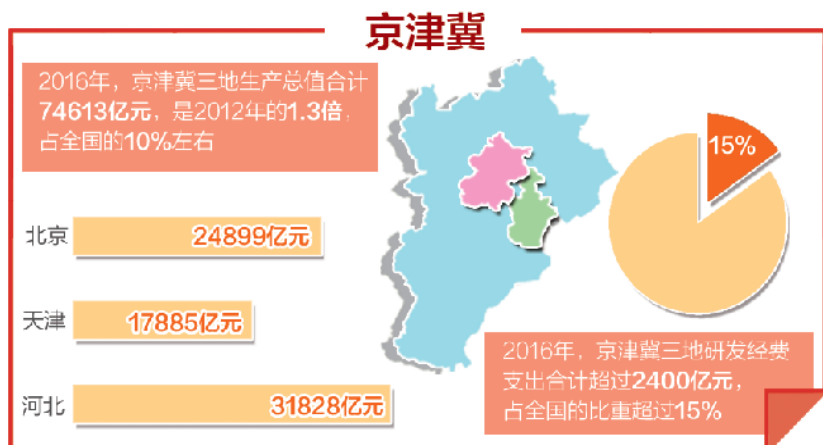 京津冀
2016年，京津冀三地生产总值合计
74613亿元，是2012年的1.3倍，
占全国的10%左右
北京
24899亿元
天津
17885亿元
河北
31828亿元
15%
2016年，京津冀三地研发经费
支出合计超过2400亿元，
占全国的比重超过15%